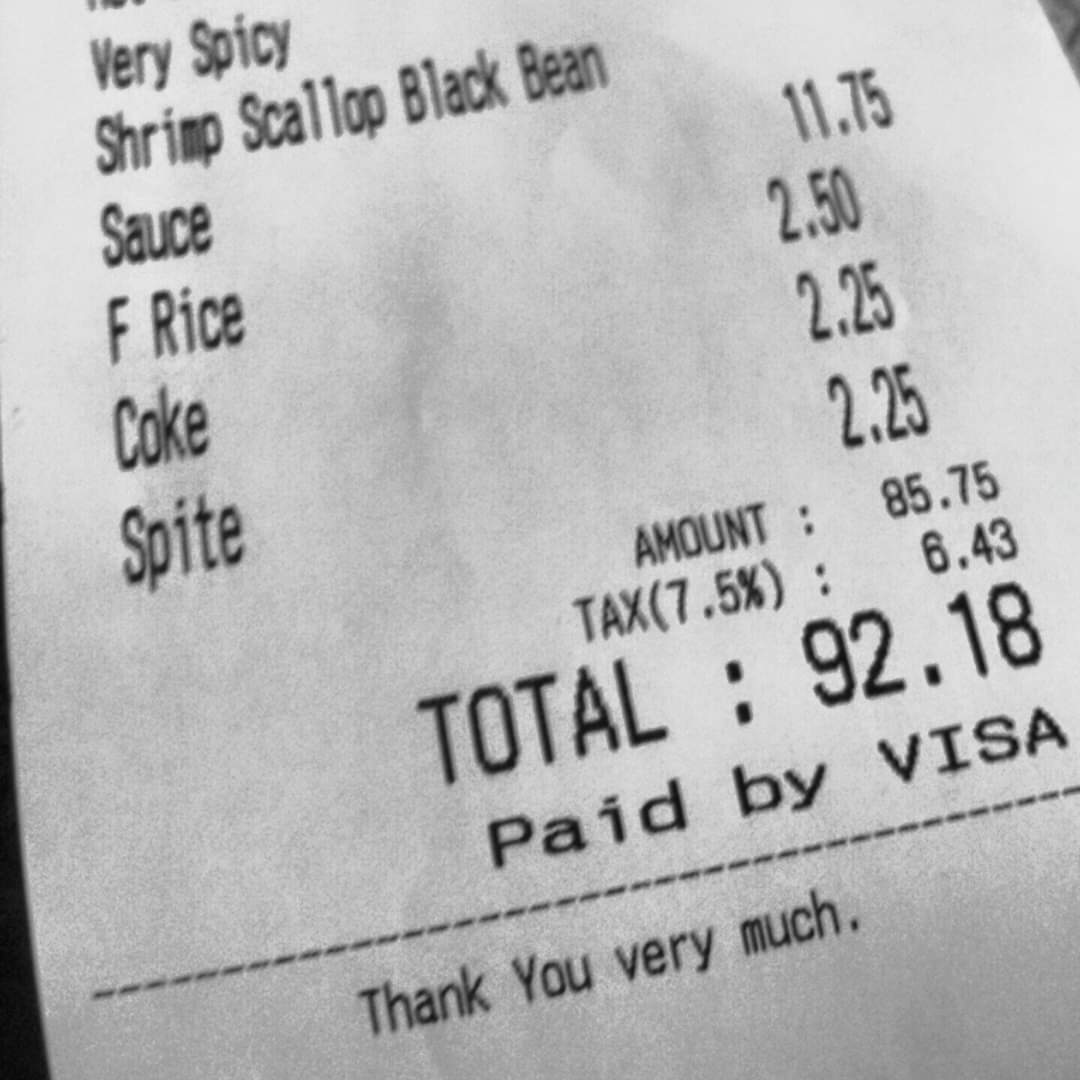 Very Spicy
Shrimp Scallop Black Bean
Sauce 11.75
F Rice 2.50
Coke 2.25
Spite 2.25
AMOUNT : 85.75
TAX(7.5%) : 6.43
TOTAL : 92.18
Paid by VISA
Thank You very much.